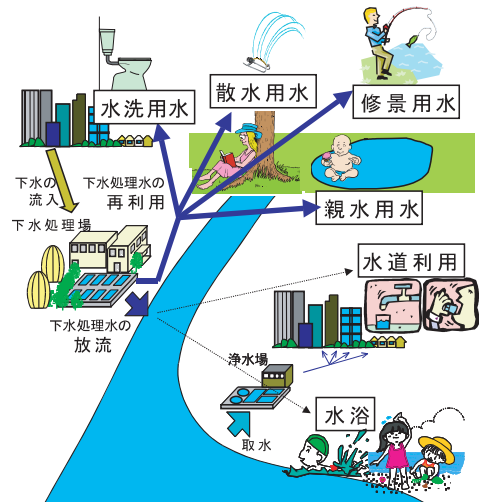 散水用水
修景用水
水洗用水
下水の
流入
下水処理水の
再利用
親水用水
下水処理場
水道利用
下水処理水の
放流
浄水場
水浴
取水